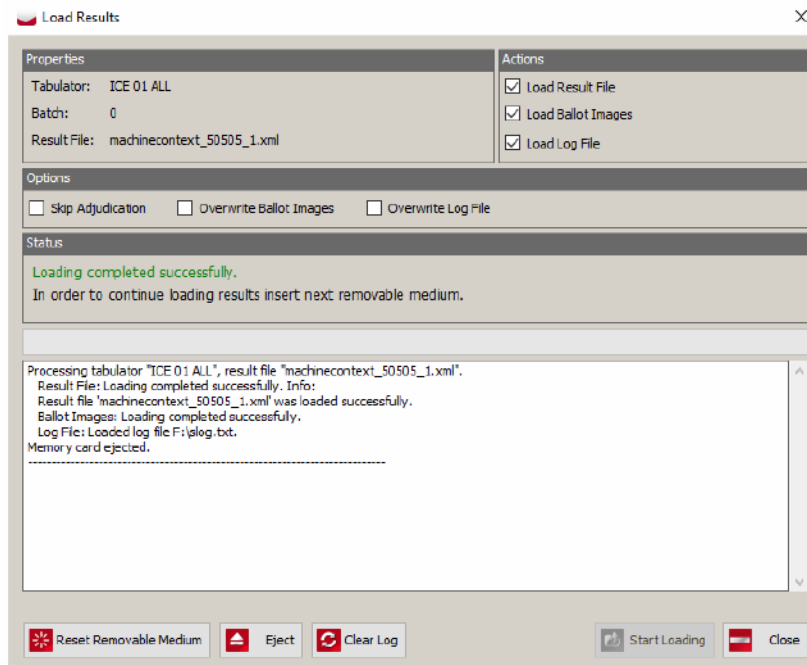 Load Results
Properties
Tabulator: ICE 01 ALL
Batch: 0
Result File: machinecontext_50505_1.xml
Actions
Load Result File
Load Ballot Images
Load Log File
Options
Skip Adjudication Overwrite Ballot Images Overwrite Log File
Status
Loading completed successfully.
In order to continue loading results insert next removable medium.
Processing tabulator "ICE 01 ALL", result file "machinecontext_50505_1.xml".
Result File: Loading completed successfully. Info:
Result file 'machinecontext_50505_1.xml' was loaded successfully.
Ballot Images: Loading completed successfully.
Log File: Loaded log file F:\slog.txt.
Memory card ejected.
--------------------------------------------------------------------------------
Reset Removable Medium Eject Clear Log Start Loading Close